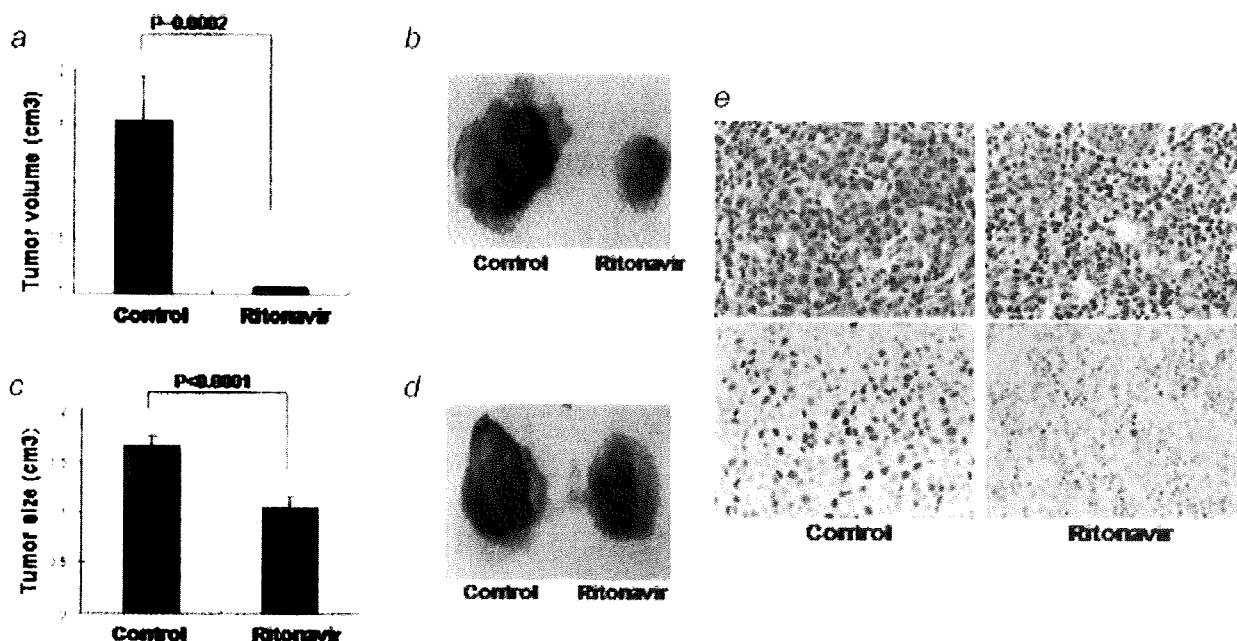 a
P=0.0002
Tumor volume (cm3)
Control
Ritonavir
b
Control
Ritonavir
c
P<0.0001
Tumor size (cm3)
Control
Ritonavir
d
Control
Ritonavir
e
Control
Ritonavir